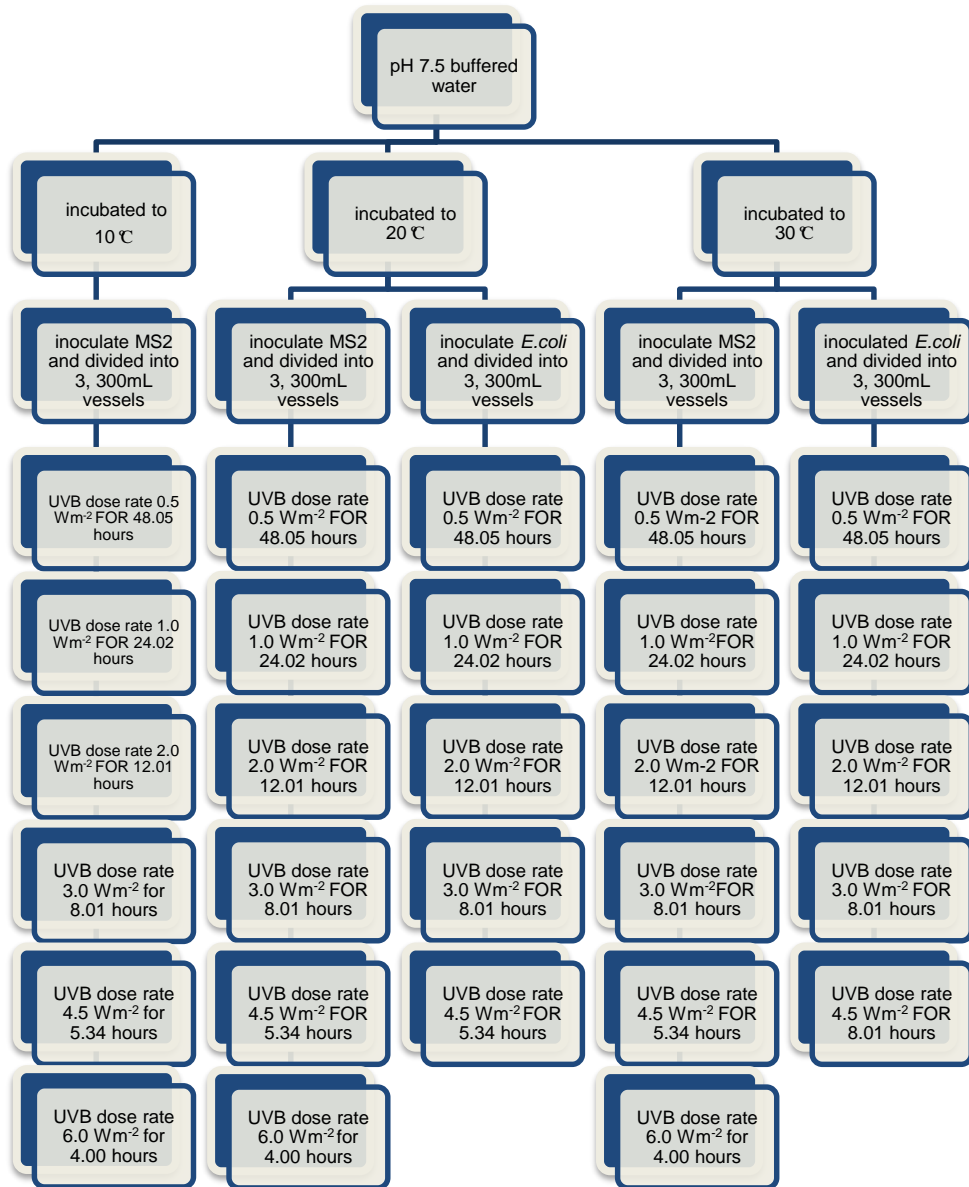 pH 7.5 buffered
water
incubated to
10 ℃
incubated to
20 ℃
incubated to
30 ℃
inoculate MS2
and divided into
3, 300mL
vessels
inoculate MS2
and divided into
3, 300mL
vessels
inoculate E.coli
and divided into
3, 300mL
vessels
inoculate MS2
and divided into
3, 300mL
vessels
inoculated E.coli
and divided into
3, 300mL
vessels
UVB dose rate 0.5
Wm⁻² FOR 48.05
hours
UVB dose rate
0.5 Wm⁻² FOR
48.05 hours
UVB dose rate
0.5 Wm⁻² FOR
48.05 hours
UVB dose rate
0.5 Wm-2 FOR
48.05 hours
UVB dose rate
0.5 Wm⁻² FOR
48.05 hours
UVB dose rate 1.0
Wm⁻² FOR 24.02
hours
UVB dose rate
1.0 Wm⁻² FOR
24.02 hours
UVB dose rate
1.0 Wm⁻² FOR
24.02 hours
UVB dose rate
1.0 Wm⁻²FOR
24.02 hours
UVB dose rate
1.0 Wm⁻² FOR
24.02 hours
UVB dose rate 2.0
Wm⁻² FOR 12.01
hours
UVB dose rate
2.0 Wm⁻² FOR
12.01 hours
UVB dose rate
2.0 Wm⁻² FOR
12.01 hours
UVB dose rate
2.0 Wm-2 FOR
12.01 hours
UVB dose rate
2.0 Wm⁻² FOR
12.01 hours
UVB dose rate
3.0 Wm⁻² for
8.01 hours
UVB dose rate
3.0 Wm⁻² FOR
8.01 hours
UVB dose rate
3.0 Wm⁻² FOR
8.01 hours
UVB dose rate
3.0 Wm⁻²FOR
8.01 hours
UVB dose rate
3.0 Wm⁻² FOR
8.01 hours
UVB dose rate
4.5 Wm⁻² for
5.34 hours
UVB dose rate
4.5 Wm⁻² FOR
5.34 hours
UVB dose rate
4.5 Wm⁻² FOR
5.34 hours
UVB dose rate
4.5 Wm⁻² FOR
5.34 hours
UVB dose rate
4.5 Wm⁻² FOR
8.01 hours
UVB dose rate
6.0 Wm⁻² for
4.00 hours
UVB dose rate
6.0 Wm⁻² for
4.00 hours
UVB dose rate
6.0 Wm⁻² for
4.00 hours